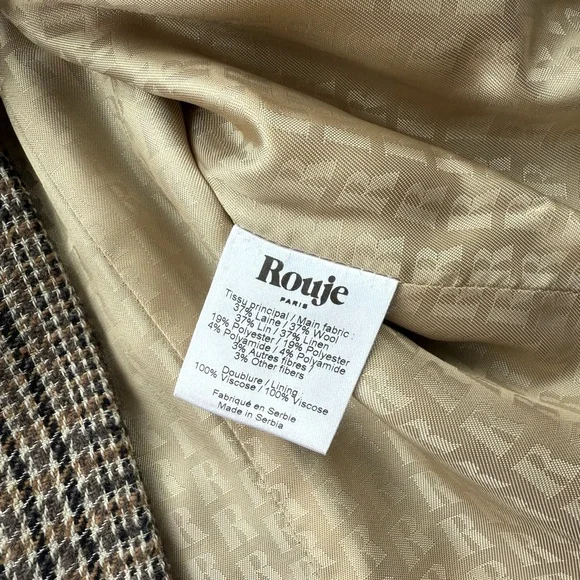 Rouje
PARIS
Tissu principal / Main fabric :
37% Laine / 37% Wool
37% Lin / 37% Linen
19% Polyester / 19% Polyester
4% Polyamide / 4% Polyamide
3% Autres fibres /
3% Other fibers
Doublure / Lining
100% Viscose / 100% Viscose
Fabriqué en Serbie
Made in Serbia